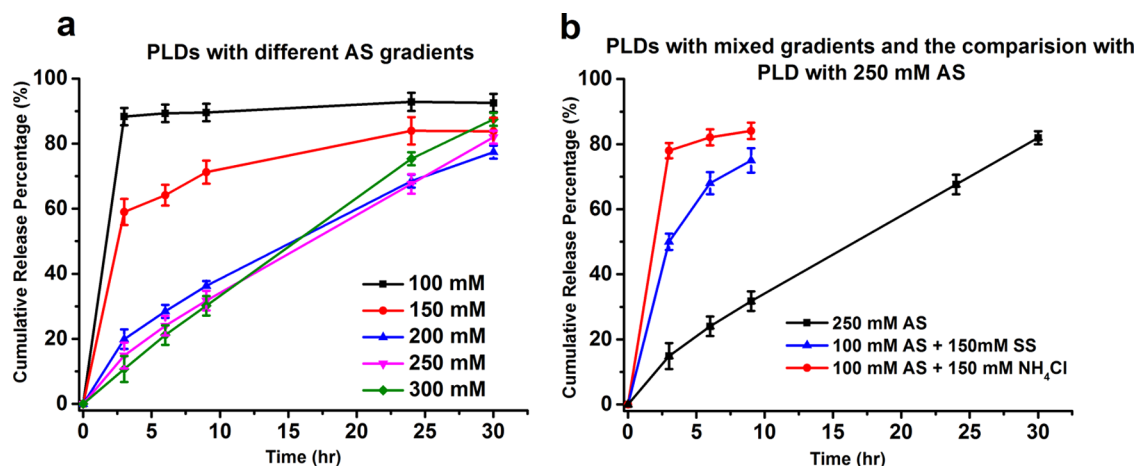 a
PLDs with different AS gradients
Cumulative Release Percentage (%)
100
80
60
40
20
0
0 5 10 15 20 25 30
Time (hr)
100 mM
150 mM
200 mM
250 mM
300 mM
b
PLDs with mixed gradients and the comparision with
PLD with 250 mM AS
Cumulative Release Percentage (%)
100
80
60
40
20
0
0 5 10 15 20 25 30
Time (hr)
250 mM AS
100 mM AS + 150mM SS
100 mM AS + 150 mM NH₄Cl